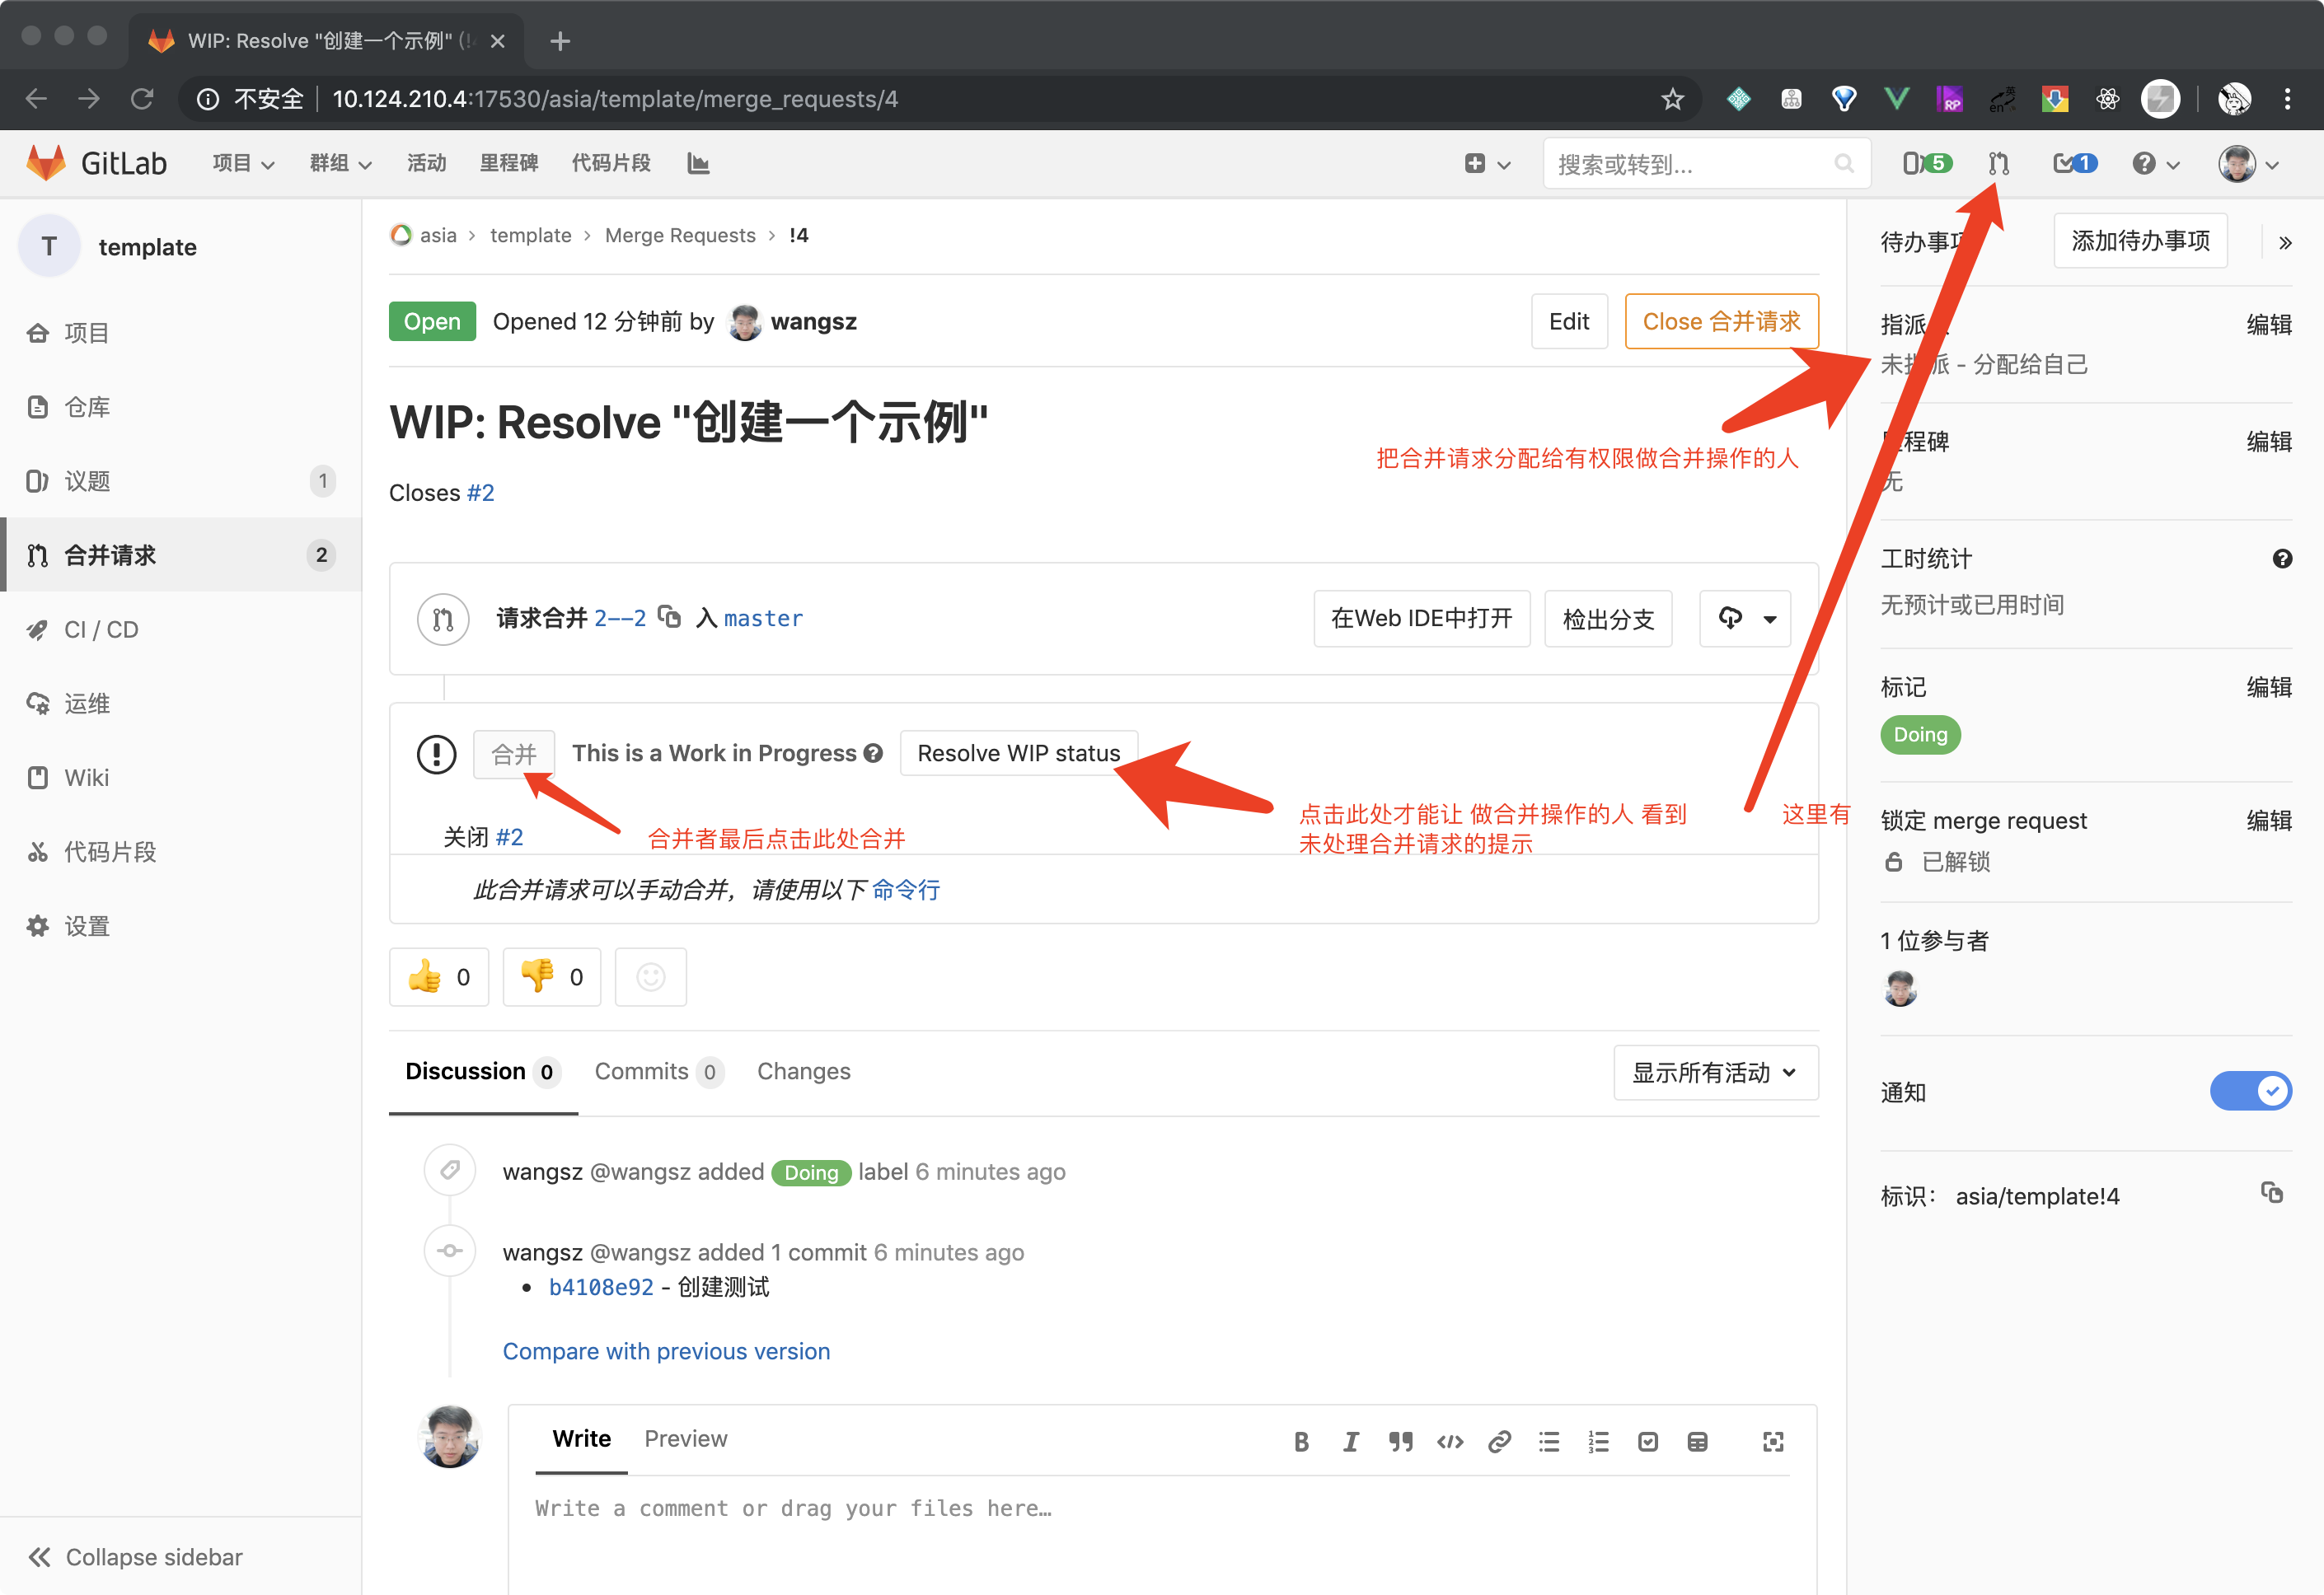 WIP: Resolve "创建一个示例" (!
不安全 10.124.210.4:17530/asia/template/merge_requests/4
GitLab 项目 群组 活动 里程碑 代码片段 搜索或转到... 5 1
T template
asia > template > Merge Requests > !4
待办事项 添加待办事项
Open Opened 12 分钟前 by wangsz Edit Close 合并请求
指派 编辑
未指派 - 分配给自己
WIP: Resolve "创建一个示例"
把合并请求分配给有权限做合并操作的人
Closes #2
里程碑 编辑
无
项目
仓库
议题 1
合并请求 2
CI / CD
运维
Wiki
代码片段
设置
Collapse sidebar
请求合并 2--2 入 master 在Web IDE中打开 检出分支
工时统计
无预计或已用时间
标记 编辑
Doing
合并 This is a Work in Progress Resolve WIP status
点击此处才能让 做合并操作的人 看到 这里有
未处理合并请求的提示
关闭 #2 合并者最后点击此处合并
此合并请求可以手动合并，请使用以下 命令行
锁定 merge request 编辑
已解锁
1 位参与者
0 0
Discussion 0 Commits 0 Changes 显示所有活动
通知
wangsz @wangsz added Doing label 6 minutes ago
标识： asia/template!4
wangsz @wangsz added 1 commit 6 minutes ago
b4108e92 - 创建测试
Compare with previous version
Write Preview
Write a comment or drag your files here…